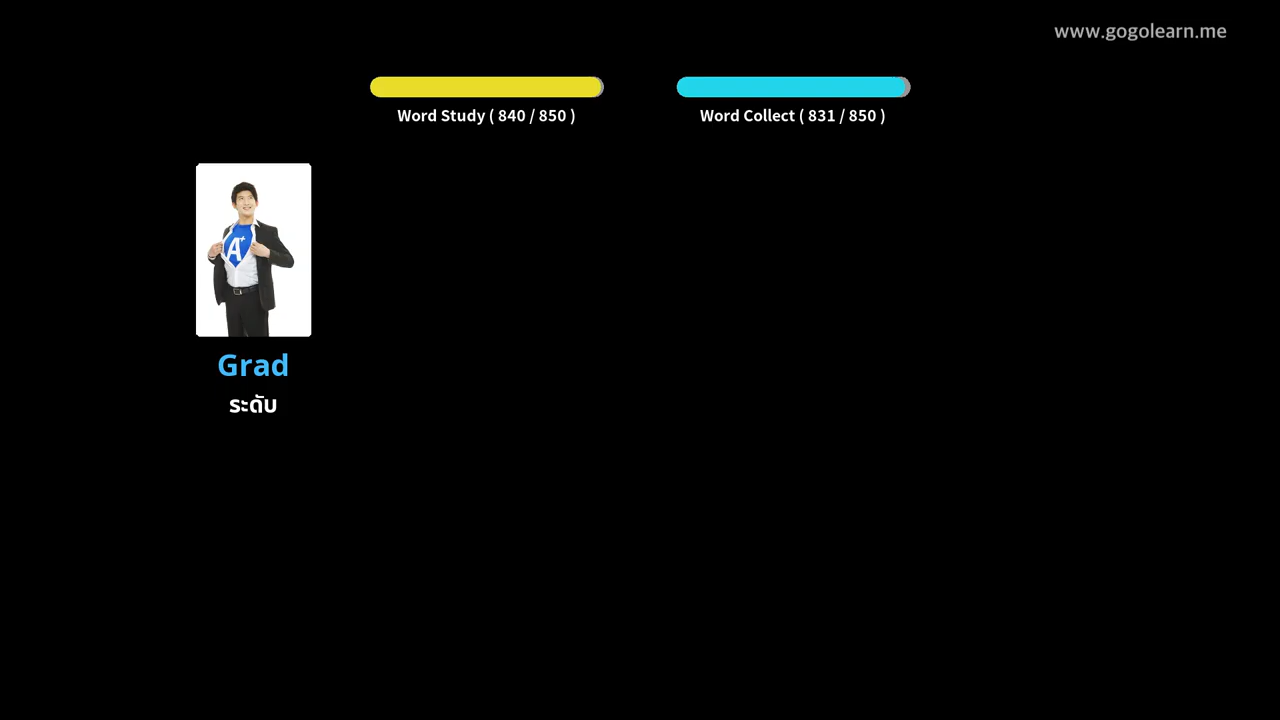 www.gogolearn.me
Word Study ( 840 / 850 )
Word Collect ( 831 / 850 )
A+
Grad
ระดับ